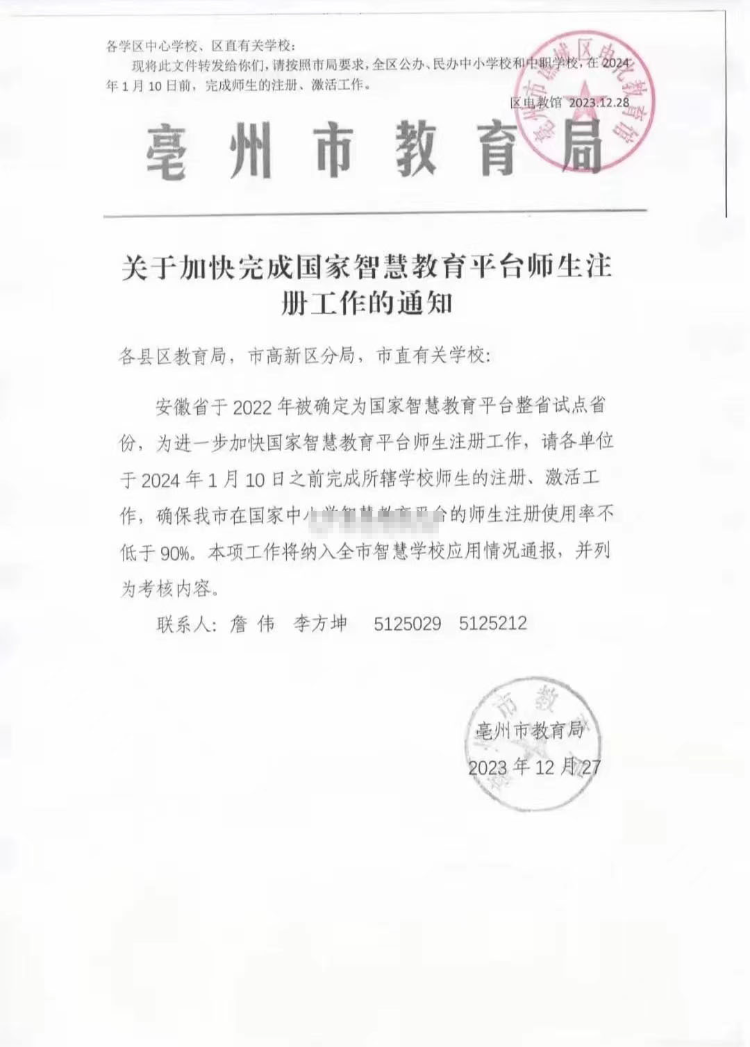 各学区中心学校、区直有关学校：
现将此文件转发给你们，请按照市局要求，全区公办、民办中小学校和中职学校，在 2024
年 1 月 10 日前，完成师生的注册、激活工作。
区电教馆 2023.12.28
亳州市谯城区电化教育馆
亳州市教育局
关于加快完成国家智慧教育平台师生注
册工作的通知
各县区教育局，市高新区分局，市直有关学校：
安徽省于 2022 年被确定为国家智慧教育平台整省试点省
份，为进一步加快国家智慧教育平台师生注册工作，请各单位
于 2024 年 1 月 10 日之前完成所辖学校师生的注册、激活工
作，确保我市在国家中小学智慧教育平台的师生注册使用率不
低于 90%。本项工作将纳入全市智慧学校应用情况通报，并列
为考核内容。
联系人：詹 伟 李方坤 5125029 5125212
亳州市教育局
2023 年 12 月 27